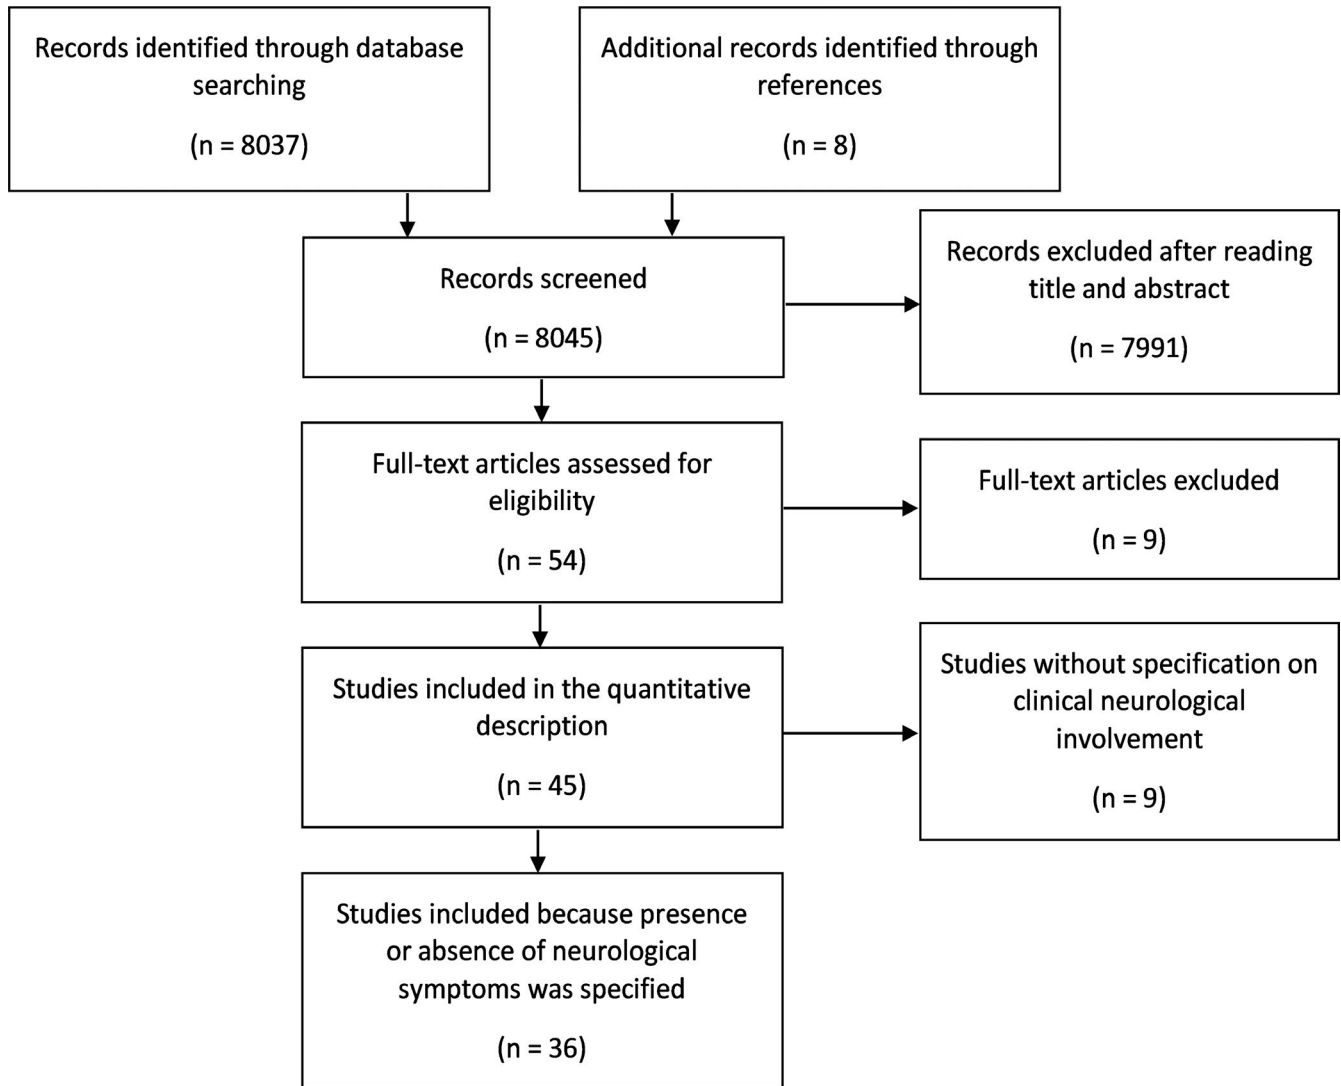 Records identified through database
searching
(n = 8037)
Additional records identified through
references
(n = 8)
Records screened
(n = 8045)
Records excluded after reading
title and abstract
(n = 7991)
Full-text articles assessed for
eligibility
(n = 54)
Full-text articles excluded
(n = 9)
Studies included in the quantitative
description
(n = 45)
Studies without specification on
clinical neurological
involvement
(n = 9)
Studies included because presence
or absence of neurological
symptoms was specified
(n = 36)